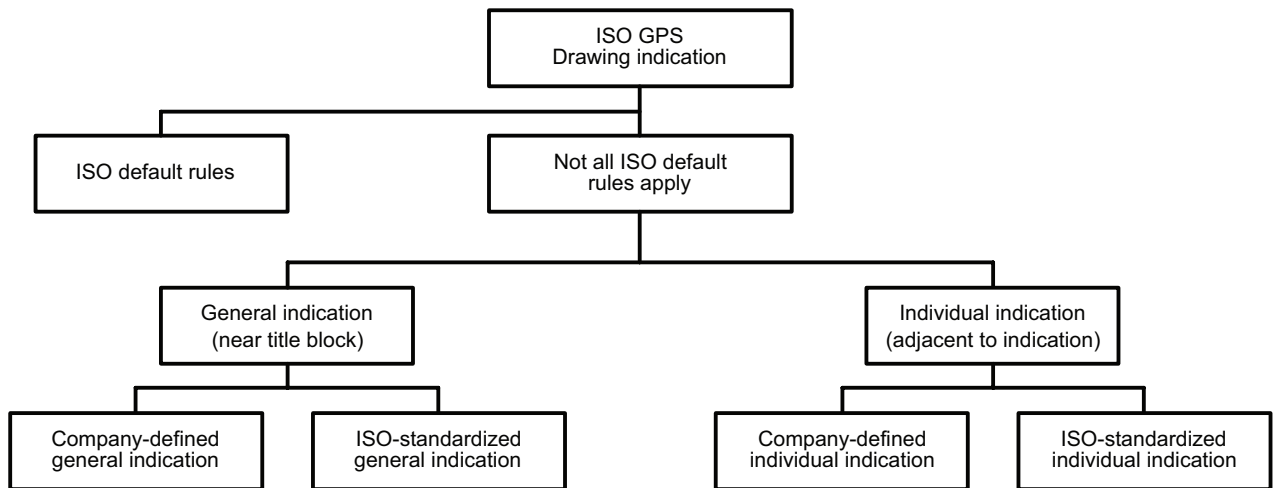 ISO GPS
Drawing indication
ISO default rules
Not all ISO default
rules apply
General indication
(near title block)
Individual indication
(adjacent to indication)
Company-defined
general indication
ISO-standardized
general indication
Company-defined
individual indication
ISO-standardized
individual indication